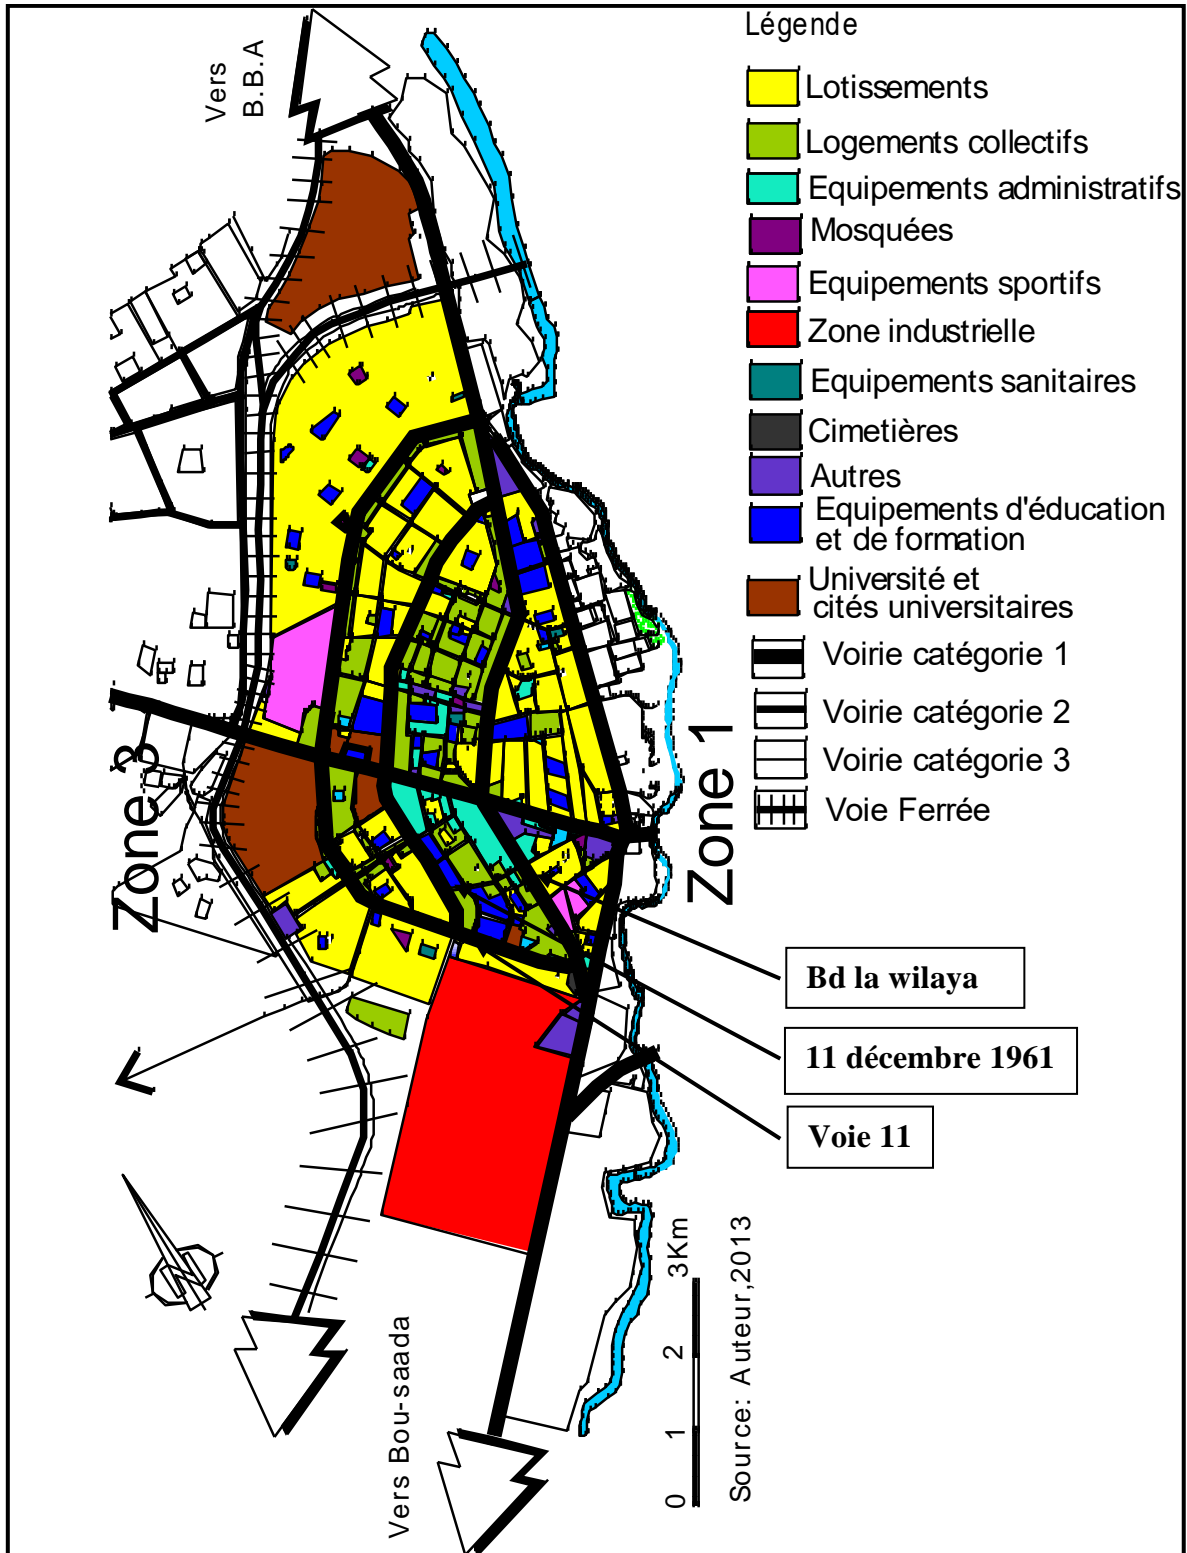 Légende
Lotissements
Logements collectifs
Equipements administratifs
Mosquées
Equipements sportifs
Zone industrielle
Equipements sanitaires
Cimetières
Autres
Equipements d'éducation
et de formation
Université et
cités universitaires
Voirie catégorie 1
Voirie catégorie 2
Voirie catégorie 3
Voie Ferrée
Vers
B.B.A
Zone 3
Zone 1
Bd la wilaya
11 décembre 1961
Voie 11
Vers Bou-saada
0 1 2 3Km
Source: Auteur,2013